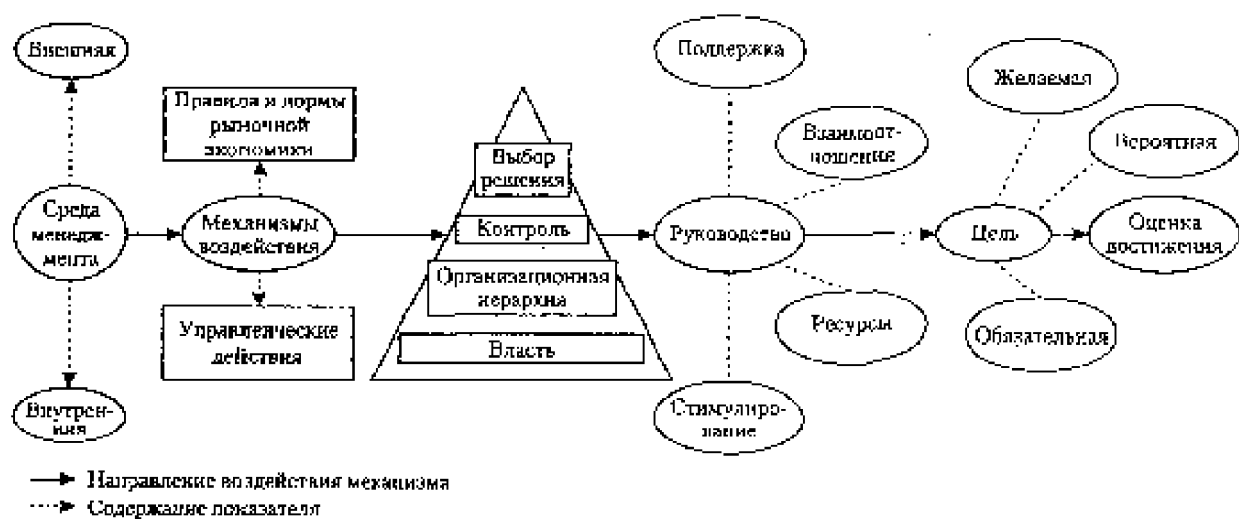 Внешняя
Поддержка
Желаемая
Правила и нормы
рыночной
экономики
Взаимоот-
ношение
Вероятная
Выбор
решения
Среда
менедж-
мента
Механизмы
воздействия
Контроль
Руководство
Цель
Оценка
достижения
Организационная
иерархия
Управленческие
действия
Ресурсы
Обязательная
Власть
Внутрен-
няя
Стимулиро-
вание
Направление воздействия механизма
Содержание показателя